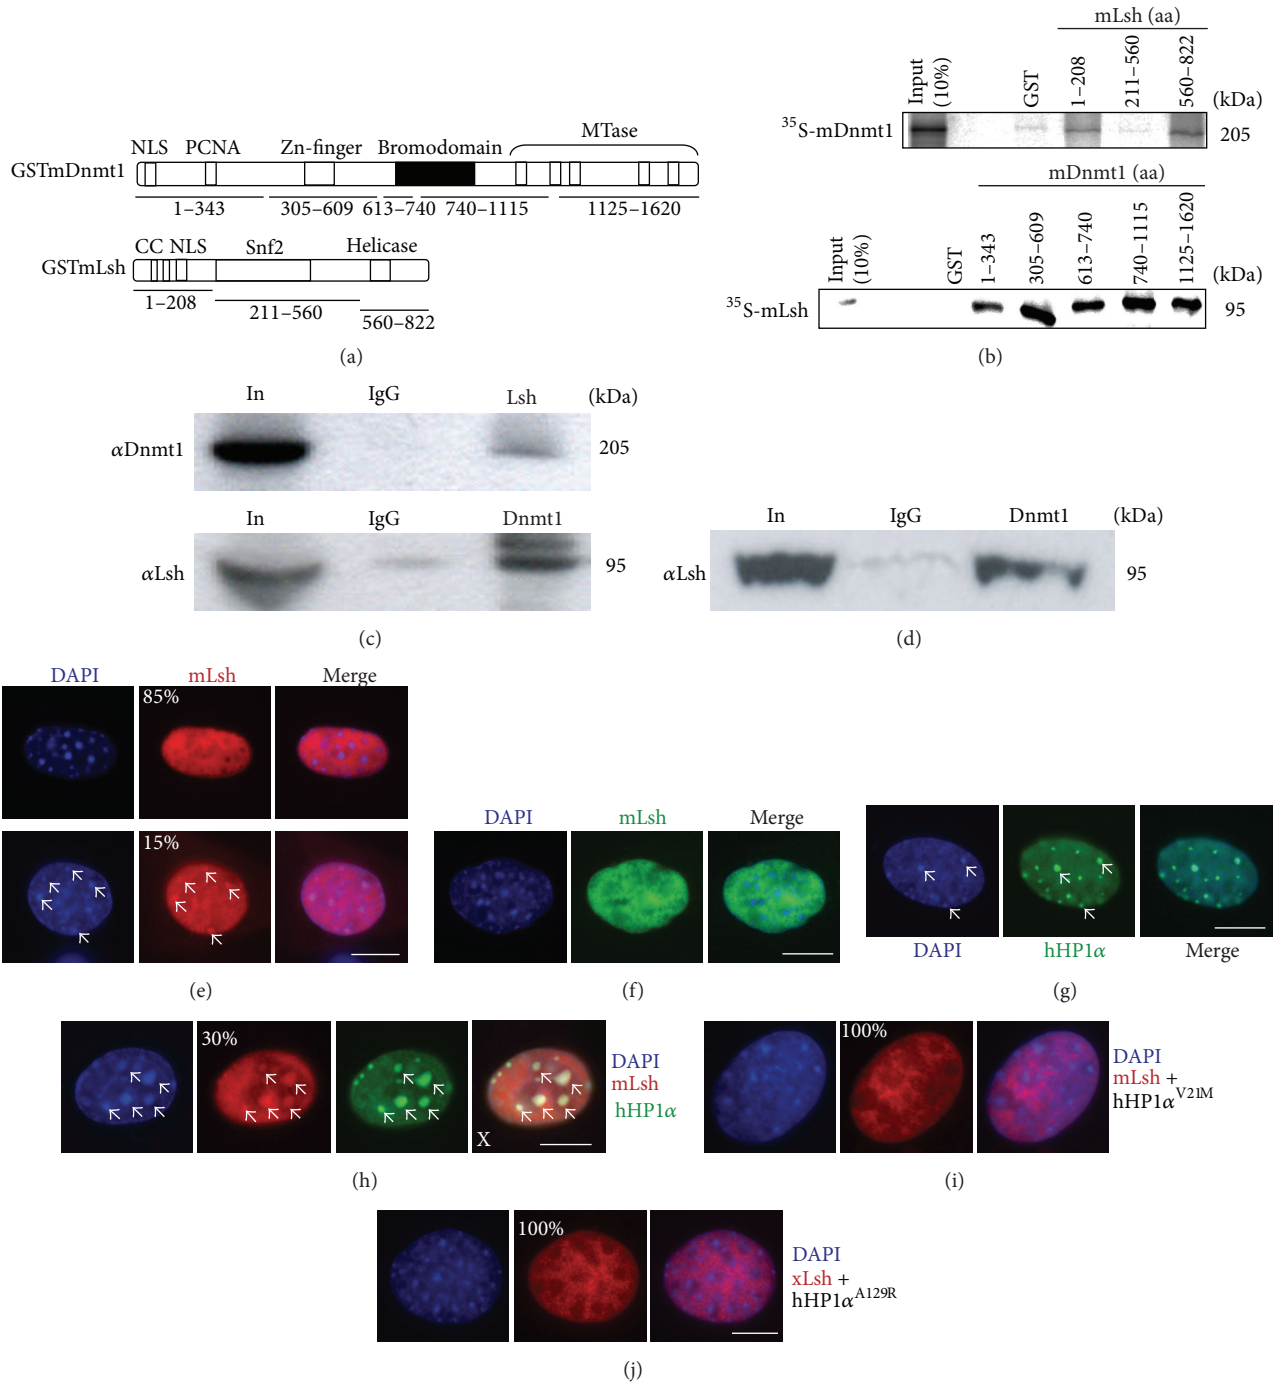 NLS PCNA Zn-finger Bromodomain MTase
GSTmDnmt1
1–343 305–609 613–740 740–1115 1125–1620
CC NLS Snf2 Helicase
GSTmLsh
1–208 211–560 560–822
(a)
mLsh (aa)
Input (10%) GST 1–208 211–560 560–822 (kDa)
35S-mDnmt1 205
mDnmt1 (aa)
Input (10%) GST 1–343 305–609 613–740 740–1115 1125–1620 (kDa)
35S-mLsh 95
(b)
In IgG Lsh (kDa)
αDnmt1 205
In IgG Dnmt1
αLsh 95
(c)
In IgG Dnmt1 (kDa)
αLsh 95
(d)
DAPI mLsh Merge
85%
15%
(e)
DAPI mLsh Merge
(f)
DAPI hHP1α Merge
(g)
30%
X
DAPI
mLsh
hHP1α
(h)
100%
DAPI
mLsh +
hHP1αV21M
(i)
100%
DAPI
xLsh +
hHP1αA129R
(j)